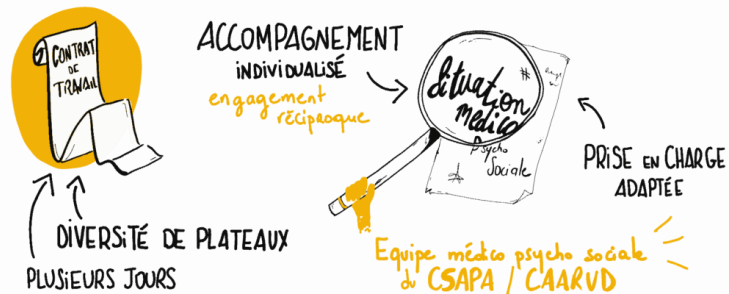 CONTRAT
DE
TRAVAIL
DIVERSITÉ DE PLATEAUX
PLUSIEURS JOURS
ACCOMPAGNEMENT
INDIVIDUALISÉ
engagement
réciproque
Situation
médico
Psycho
Sociale
PRISE EN CHARGE
ADAPTÉE
Equipe médico psycho sociale
du CSAPA / CAARUD